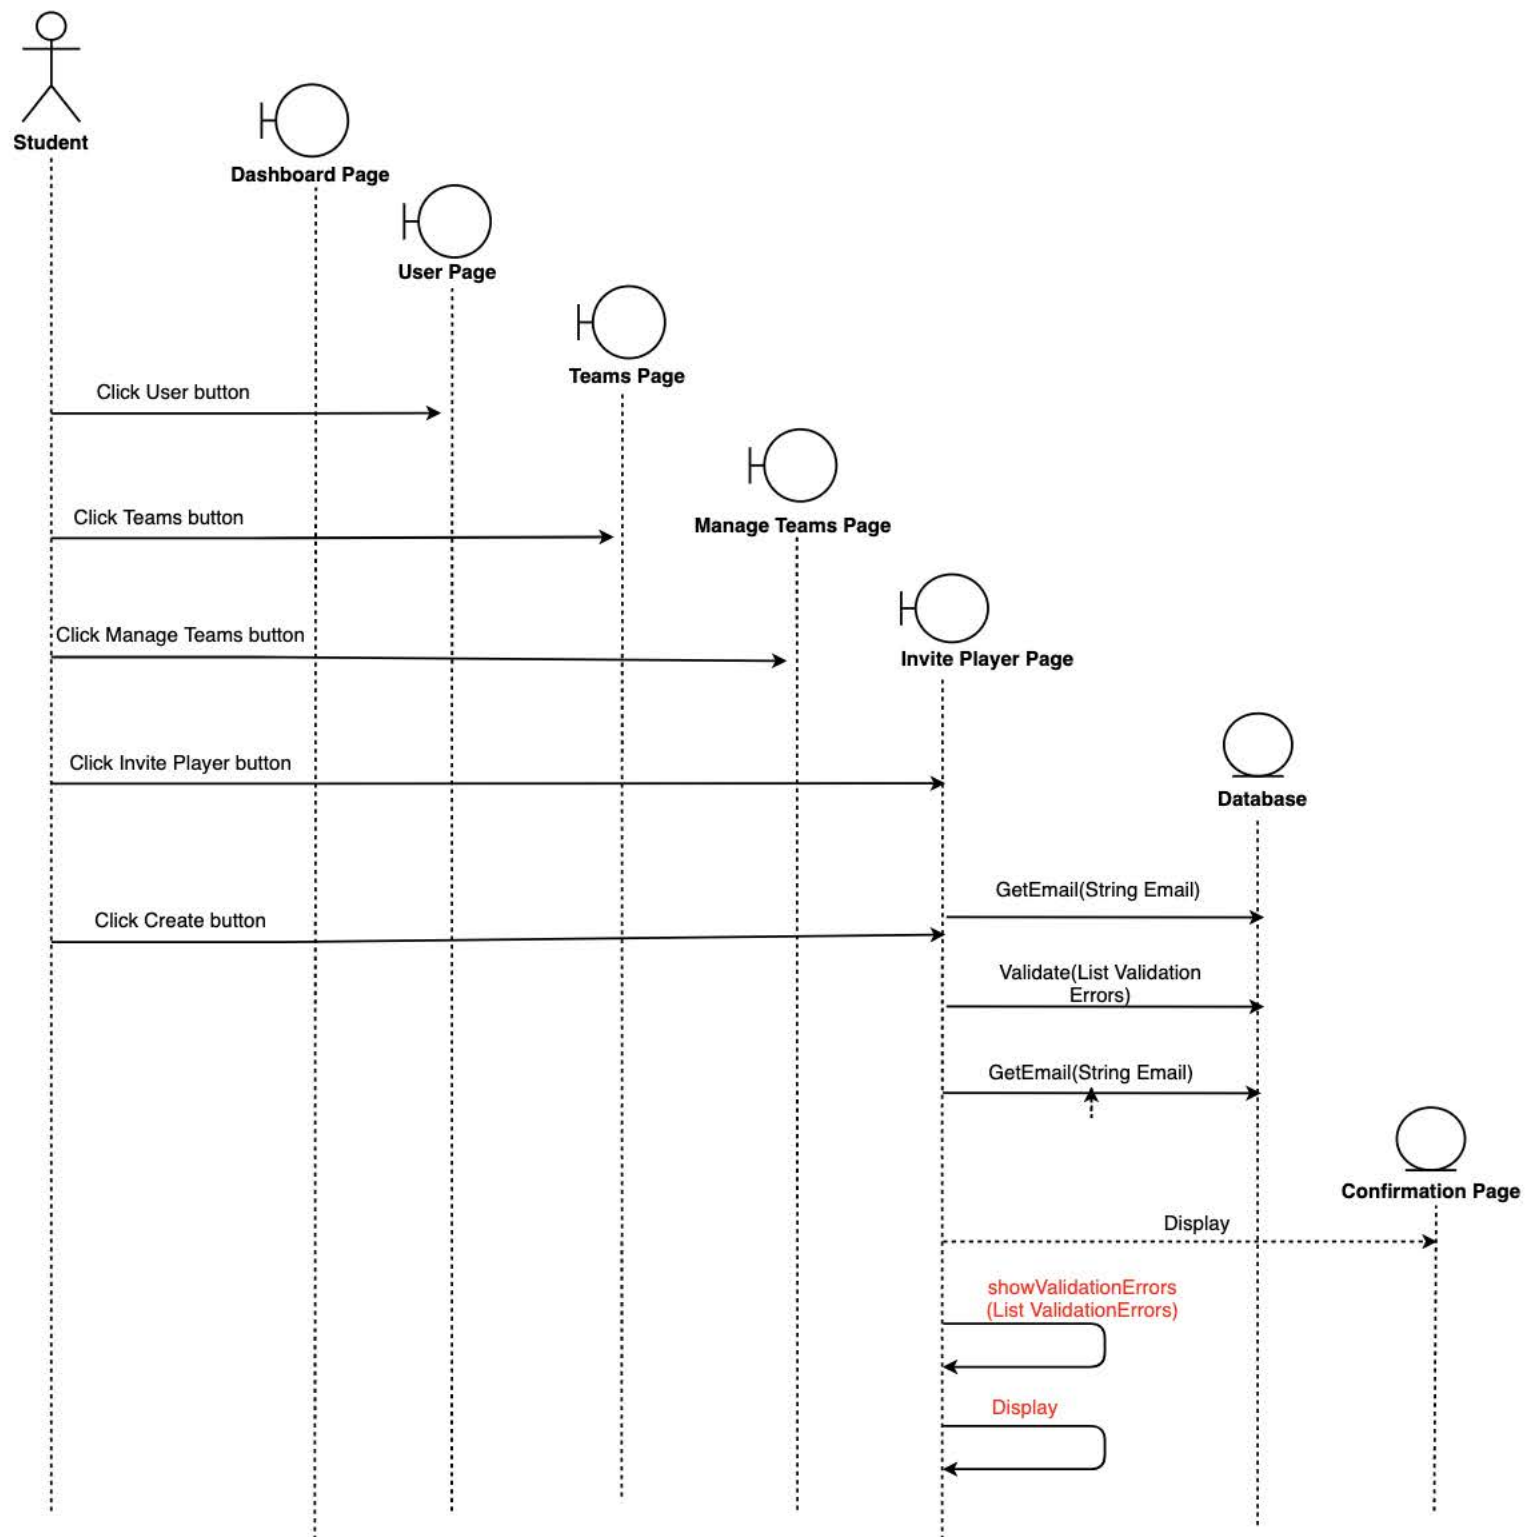 Student
Dashboard Page
User Page
Teams Page
Click User button
Click Teams button
Manage Teams Page
Click Manage Teams button
Invite Player Page
Click Invite Player button
Database
GetEmail(String Email)
Click Create button
Validate(List Validation
Errors)
GetEmail(String Email)
Confirmation Page
Display
showValidationErrors
(List ValidationErrors)
Display